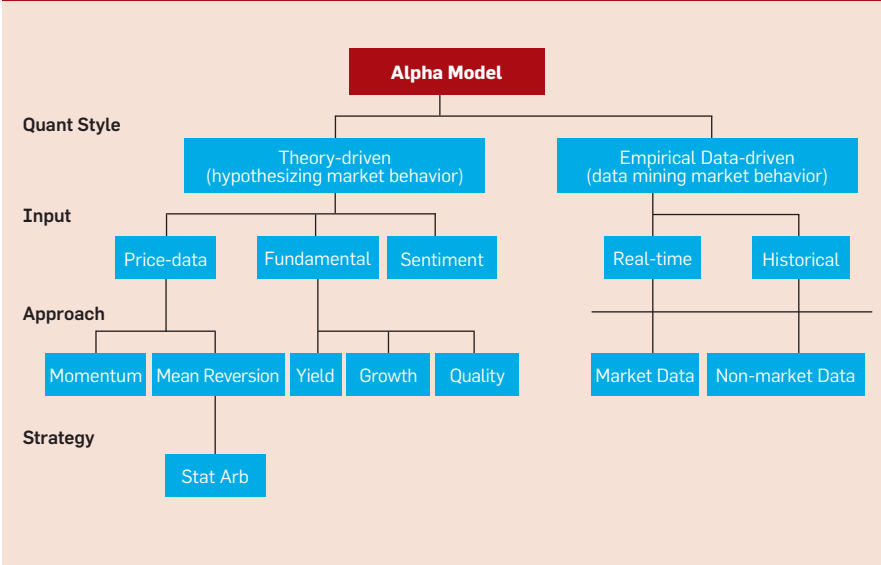 Alpha Model
Quant Style
Theory-driven
(hypothesizing market behavior)
Empirical Data-driven
(data mining market behavior)
Input
Price-data
Fundamental
Sentiment
Real-time
Historical
Approach
Momentum
Mean Reversion
Yield
Growth
Quality
Market Data
Non-market Data
Strategy
Stat Arb